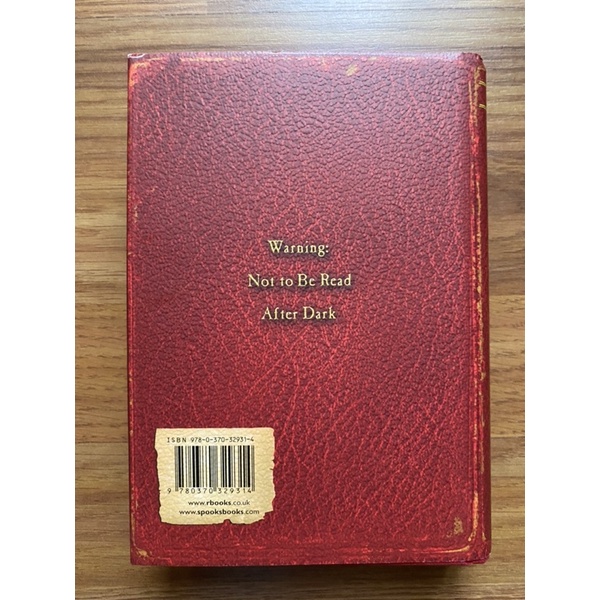 Warning:
Not to Be Read
After Dark
ISBN 978-0-370-32931-4
9 780370 329314
www.rbooks.co.uk
www.spooksbooks.com